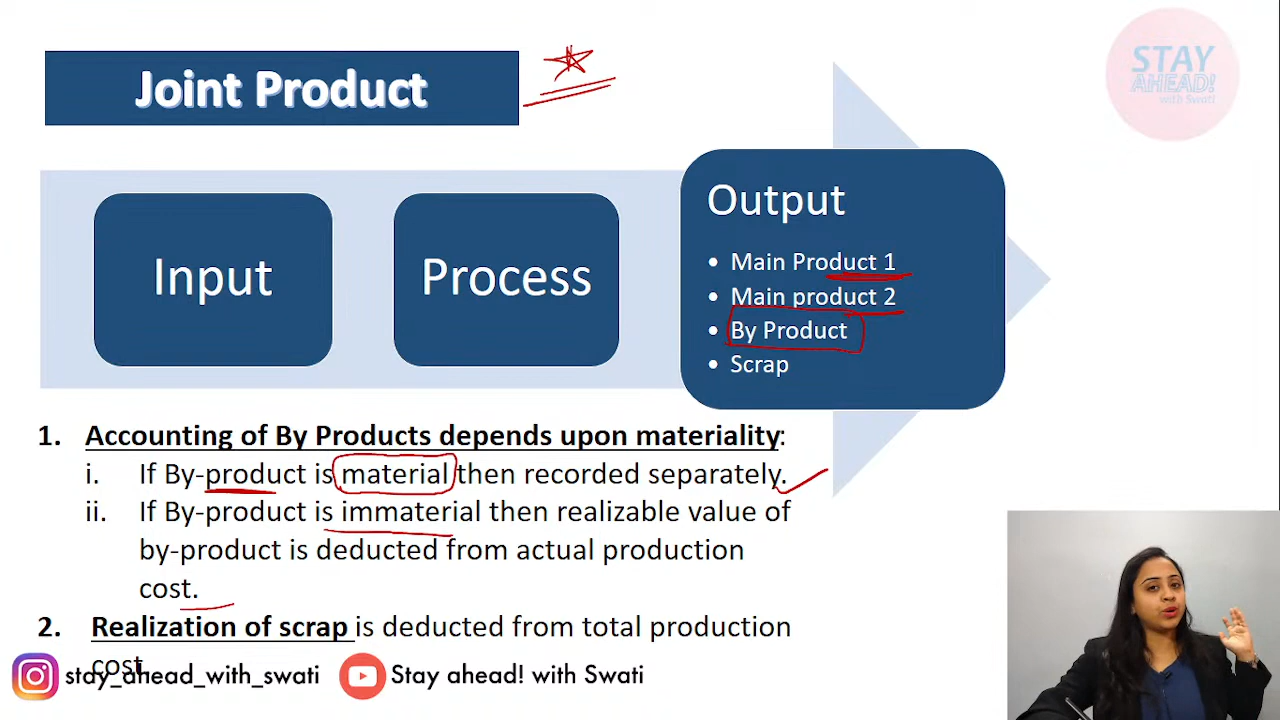 Joint Product
STAY
AHEAD!
with Swati
Input
Process
Output
• Main Product 1
• Main product 2
• By Product
• Scrap
1. Accounting of By Products depends upon materiality:
i. If By-product is material then recorded separately.
ii. If By-product is immaterial then realizable value of
by-product is deducted from actual production
cost.
2. Realization of scrap is deducted from total production
cost.
stay_ahead_with_swati
Stay ahead! with Swati